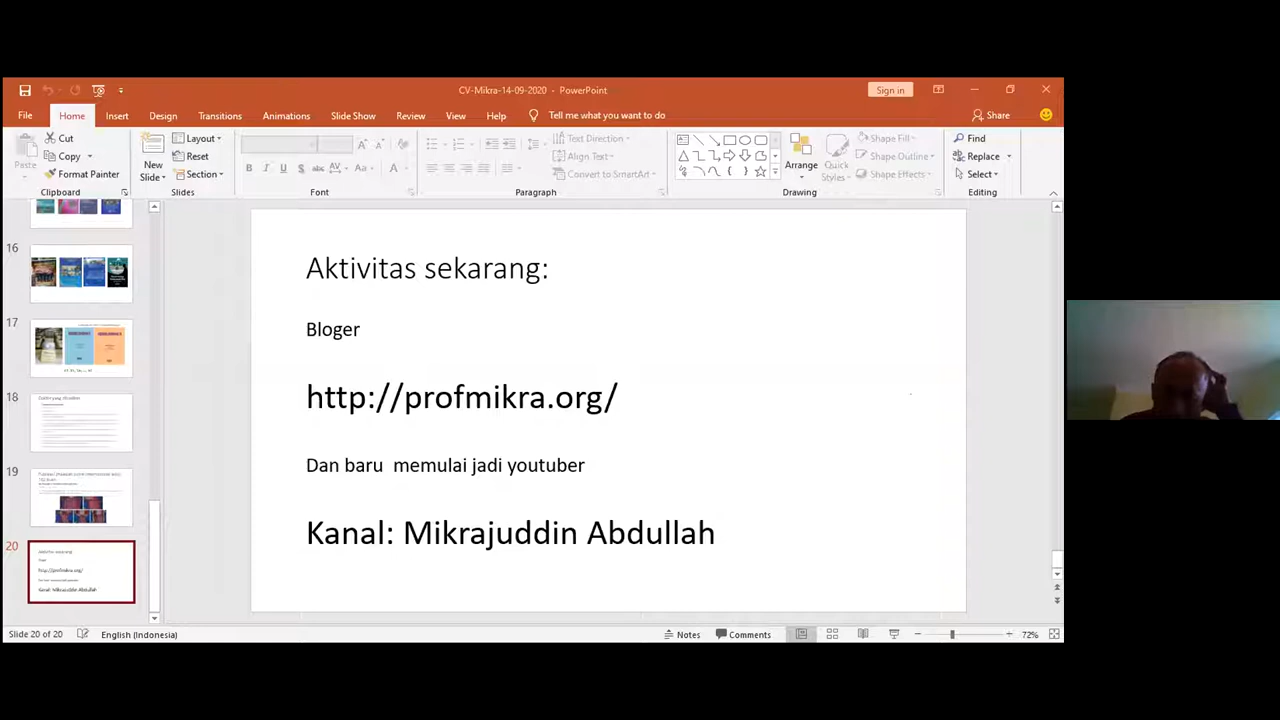 CV-Mikra-14-09-2020 - PowerPoint
Sign in
File Home Insert Design Transitions Animations Slide Show Review View Help Tell me what you want to do Share
Paste
Cut
Copy
Format Painter
Clipboard
New Slide
Layout
Reset
Section
Slides
B I U S abc AV Aa A
Font
Text Direction
Align Text
Convert to SmartArt
Paragraph
Arrange
Quick Styles
Shape Fill
Shape Outline
Shape Effects
Drawing
Find
Replace
Select
Editing
16
17
18
19
20
Aktivitas sekarang:
Bloger
http://profmikra.org/
Dan baru memulai jadi youtuber
Kanal: Mikrajuddin Abdullah
Slide 20 of 20 English (Indonesia) Notes Comments 72%